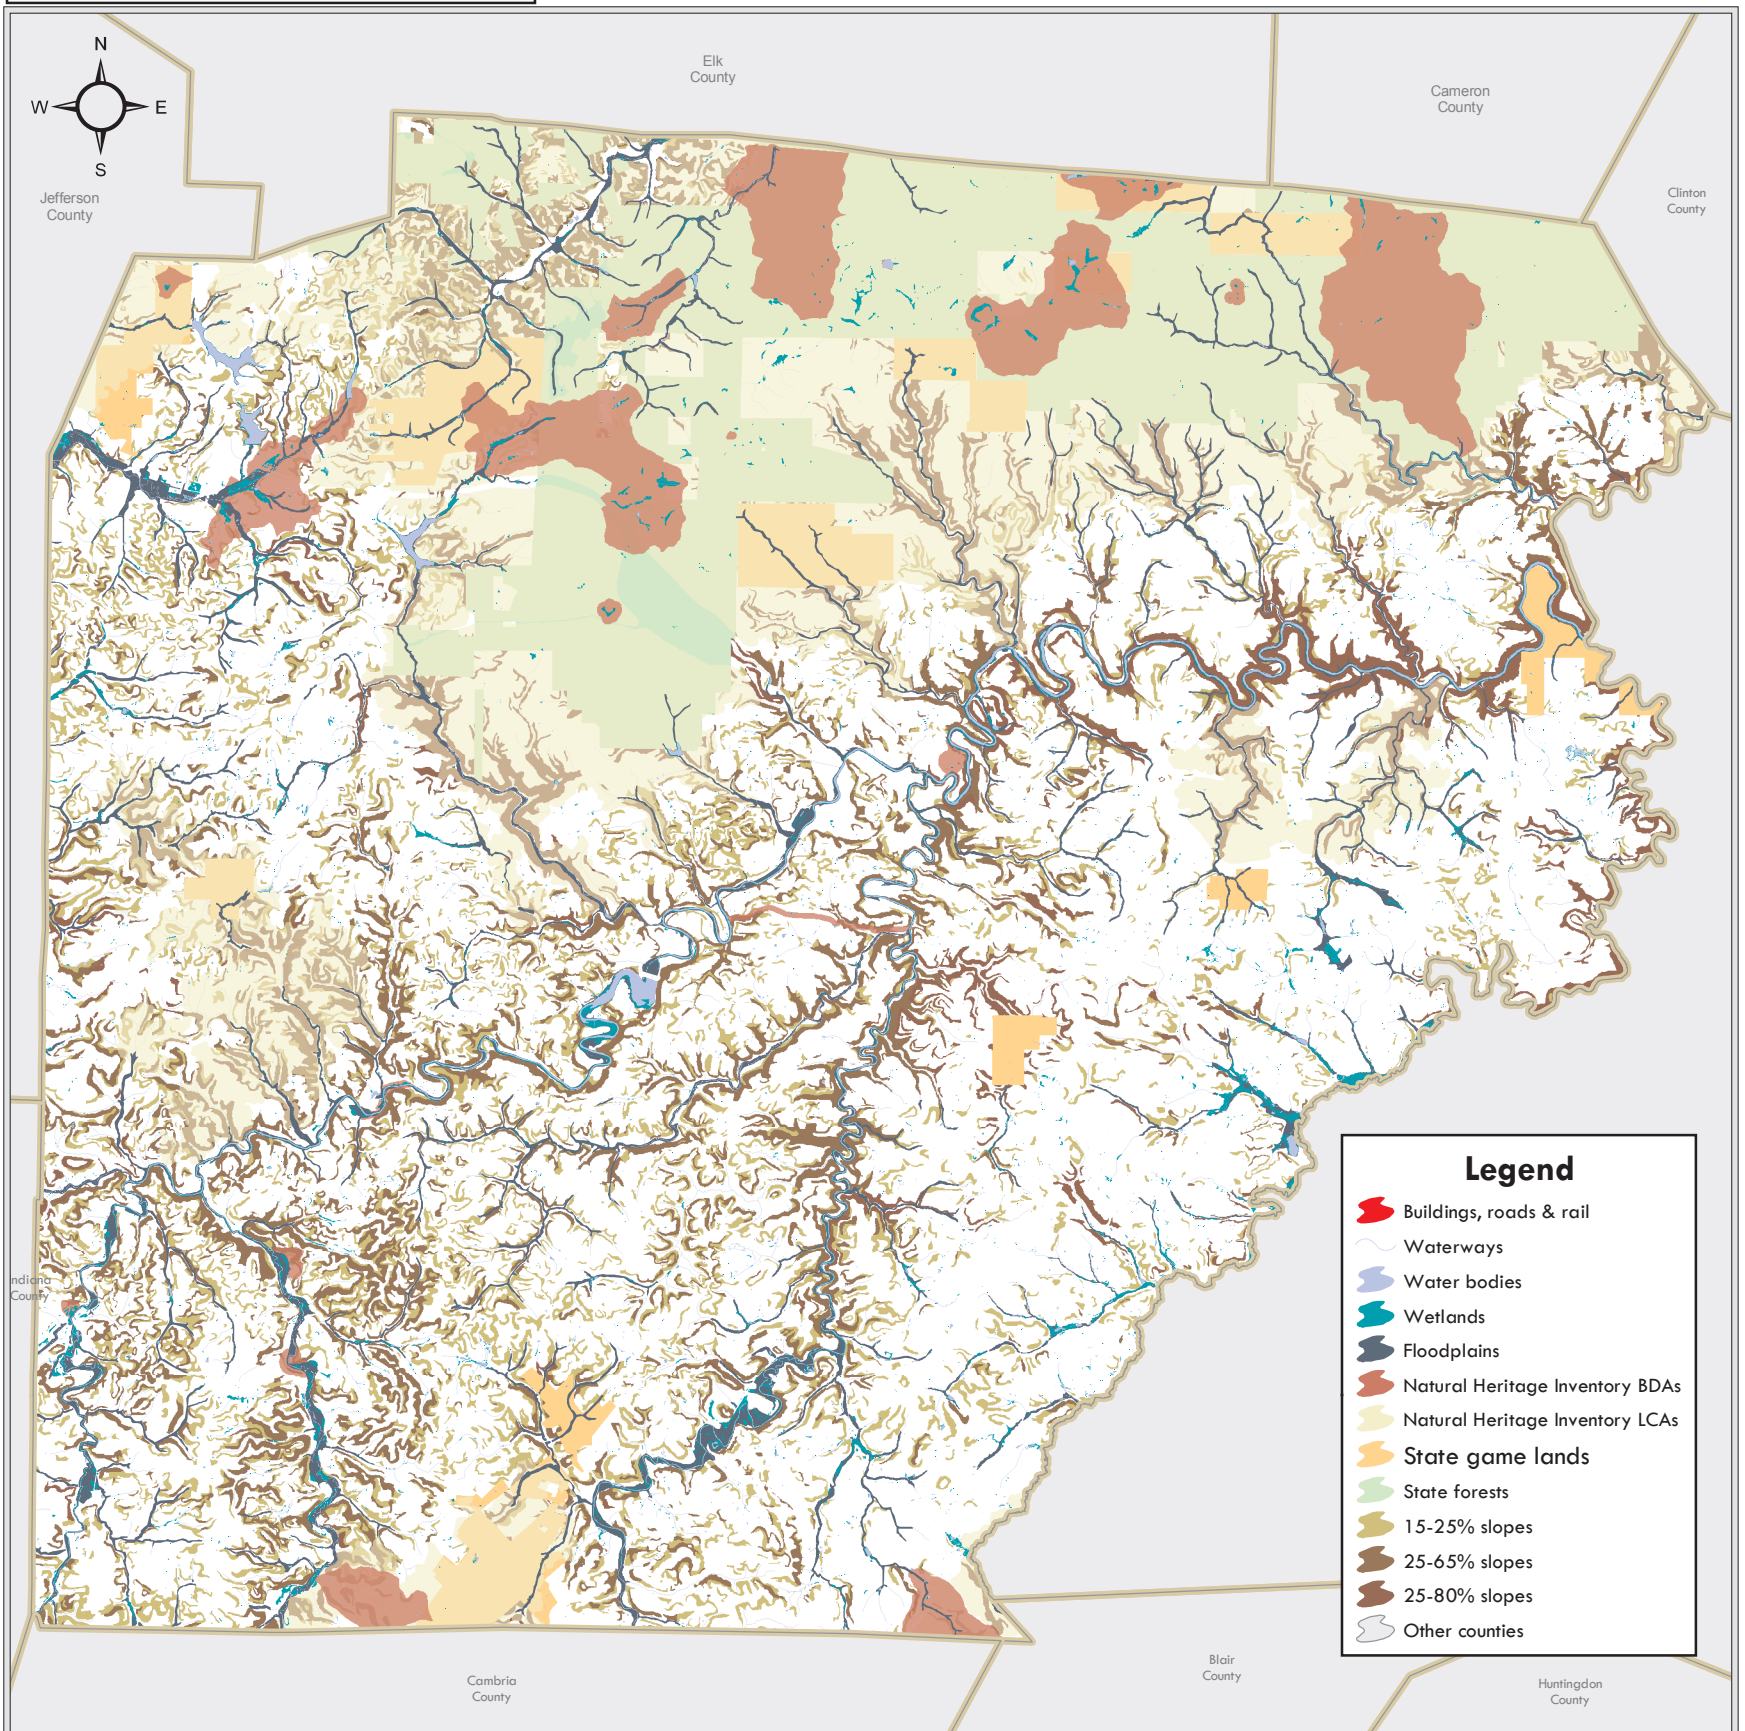 N
W
E
S
Elk
County
Cameron
County
Jefferson
County
Clinton
County
ndiana
County
Legend
Buildings, roads & rail
Waterways
Water bodies
Wetlands
Floodplains
Natural Heritage Inventory BDAs
Natural Heritage Inventory LCAs
State game lands
State forests
15-25% slopes
25-65% slopes
25-80% slopes
Other counties
Cambria
County
Blair
County
Huntingdon
County